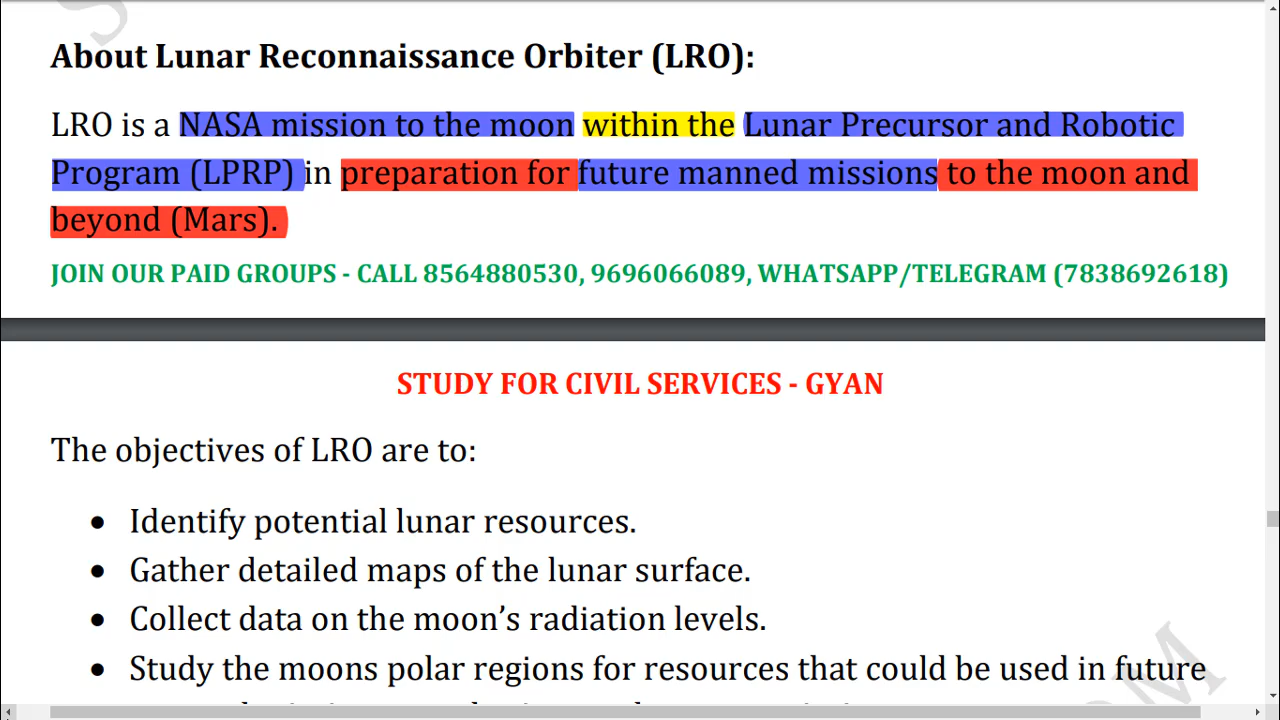 About Lunar Reconnaissance Orbiter (LRO):
LRO is a NASA mission to the moon within the Lunar Precursor and Robotic
Program (LPRP) in preparation for future manned missions to the moon and
beyond (Mars).
JOIN OUR PAID GROUPS - CALL 8564880530, 9696066089, WHATSAPP/TELEGRAM (7838692618)
STUDY FOR CIVIL SERVICES - GYAN
The objectives of LRO are to:
• Identify potential lunar resources.
• Gather detailed maps of the lunar surface.
• Collect data on the moon’s radiation levels.
• Study the moons polar regions for resources that could be used in future